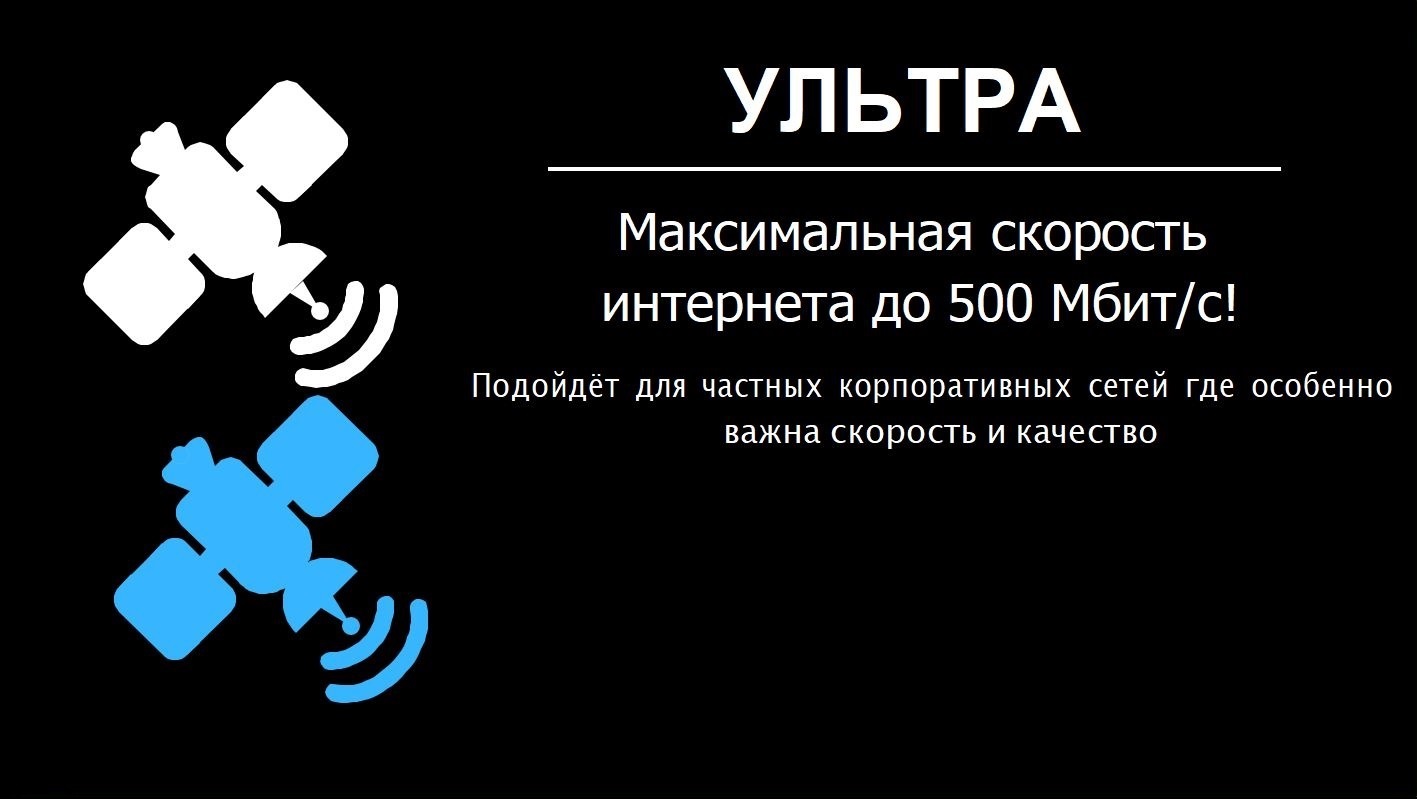 УЛЬТРА
Максимальная скорость
интернета до 500 Мбит/с!
Подойдёт для частных корпоративных сетей где особенно
важна скорость и качество